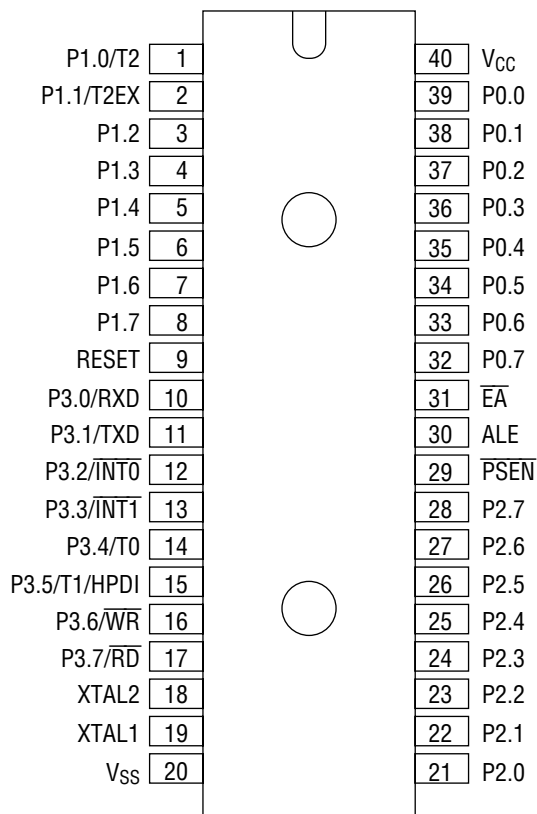 P1.0/T2 1 40 VCC
P1.1/T2EX 2 39 P0.0
P1.2 3 38 P0.1
P1.3 4 37 P0.2
P1.4 5 36 P0.3
P1.5 6 35 P0.4
P1.6 7 34 P0.5
P1.7 8 33 P0.6
RESET 9 32 P0.7
P3.0/RXD 10 31 E̅A̅
P3.1/TXD 11 30 ALE
P3.2/I̅N̅T̅0̅ 12 29 P̅S̅E̅N̅
P3.3/I̅N̅T̅1̅ 13 28 P2.7
P3.4/T0 14 27 P2.6
P3.5/T1/HPDI 15 26 P2.5
P3.6/W̅R̅ 16 25 P2.4
P3.7/R̅D̅ 17 24 P2.3
XTAL2 18 23 P2.2
XTAL1 19 22 P2.1
VSS 20 21 P2.0